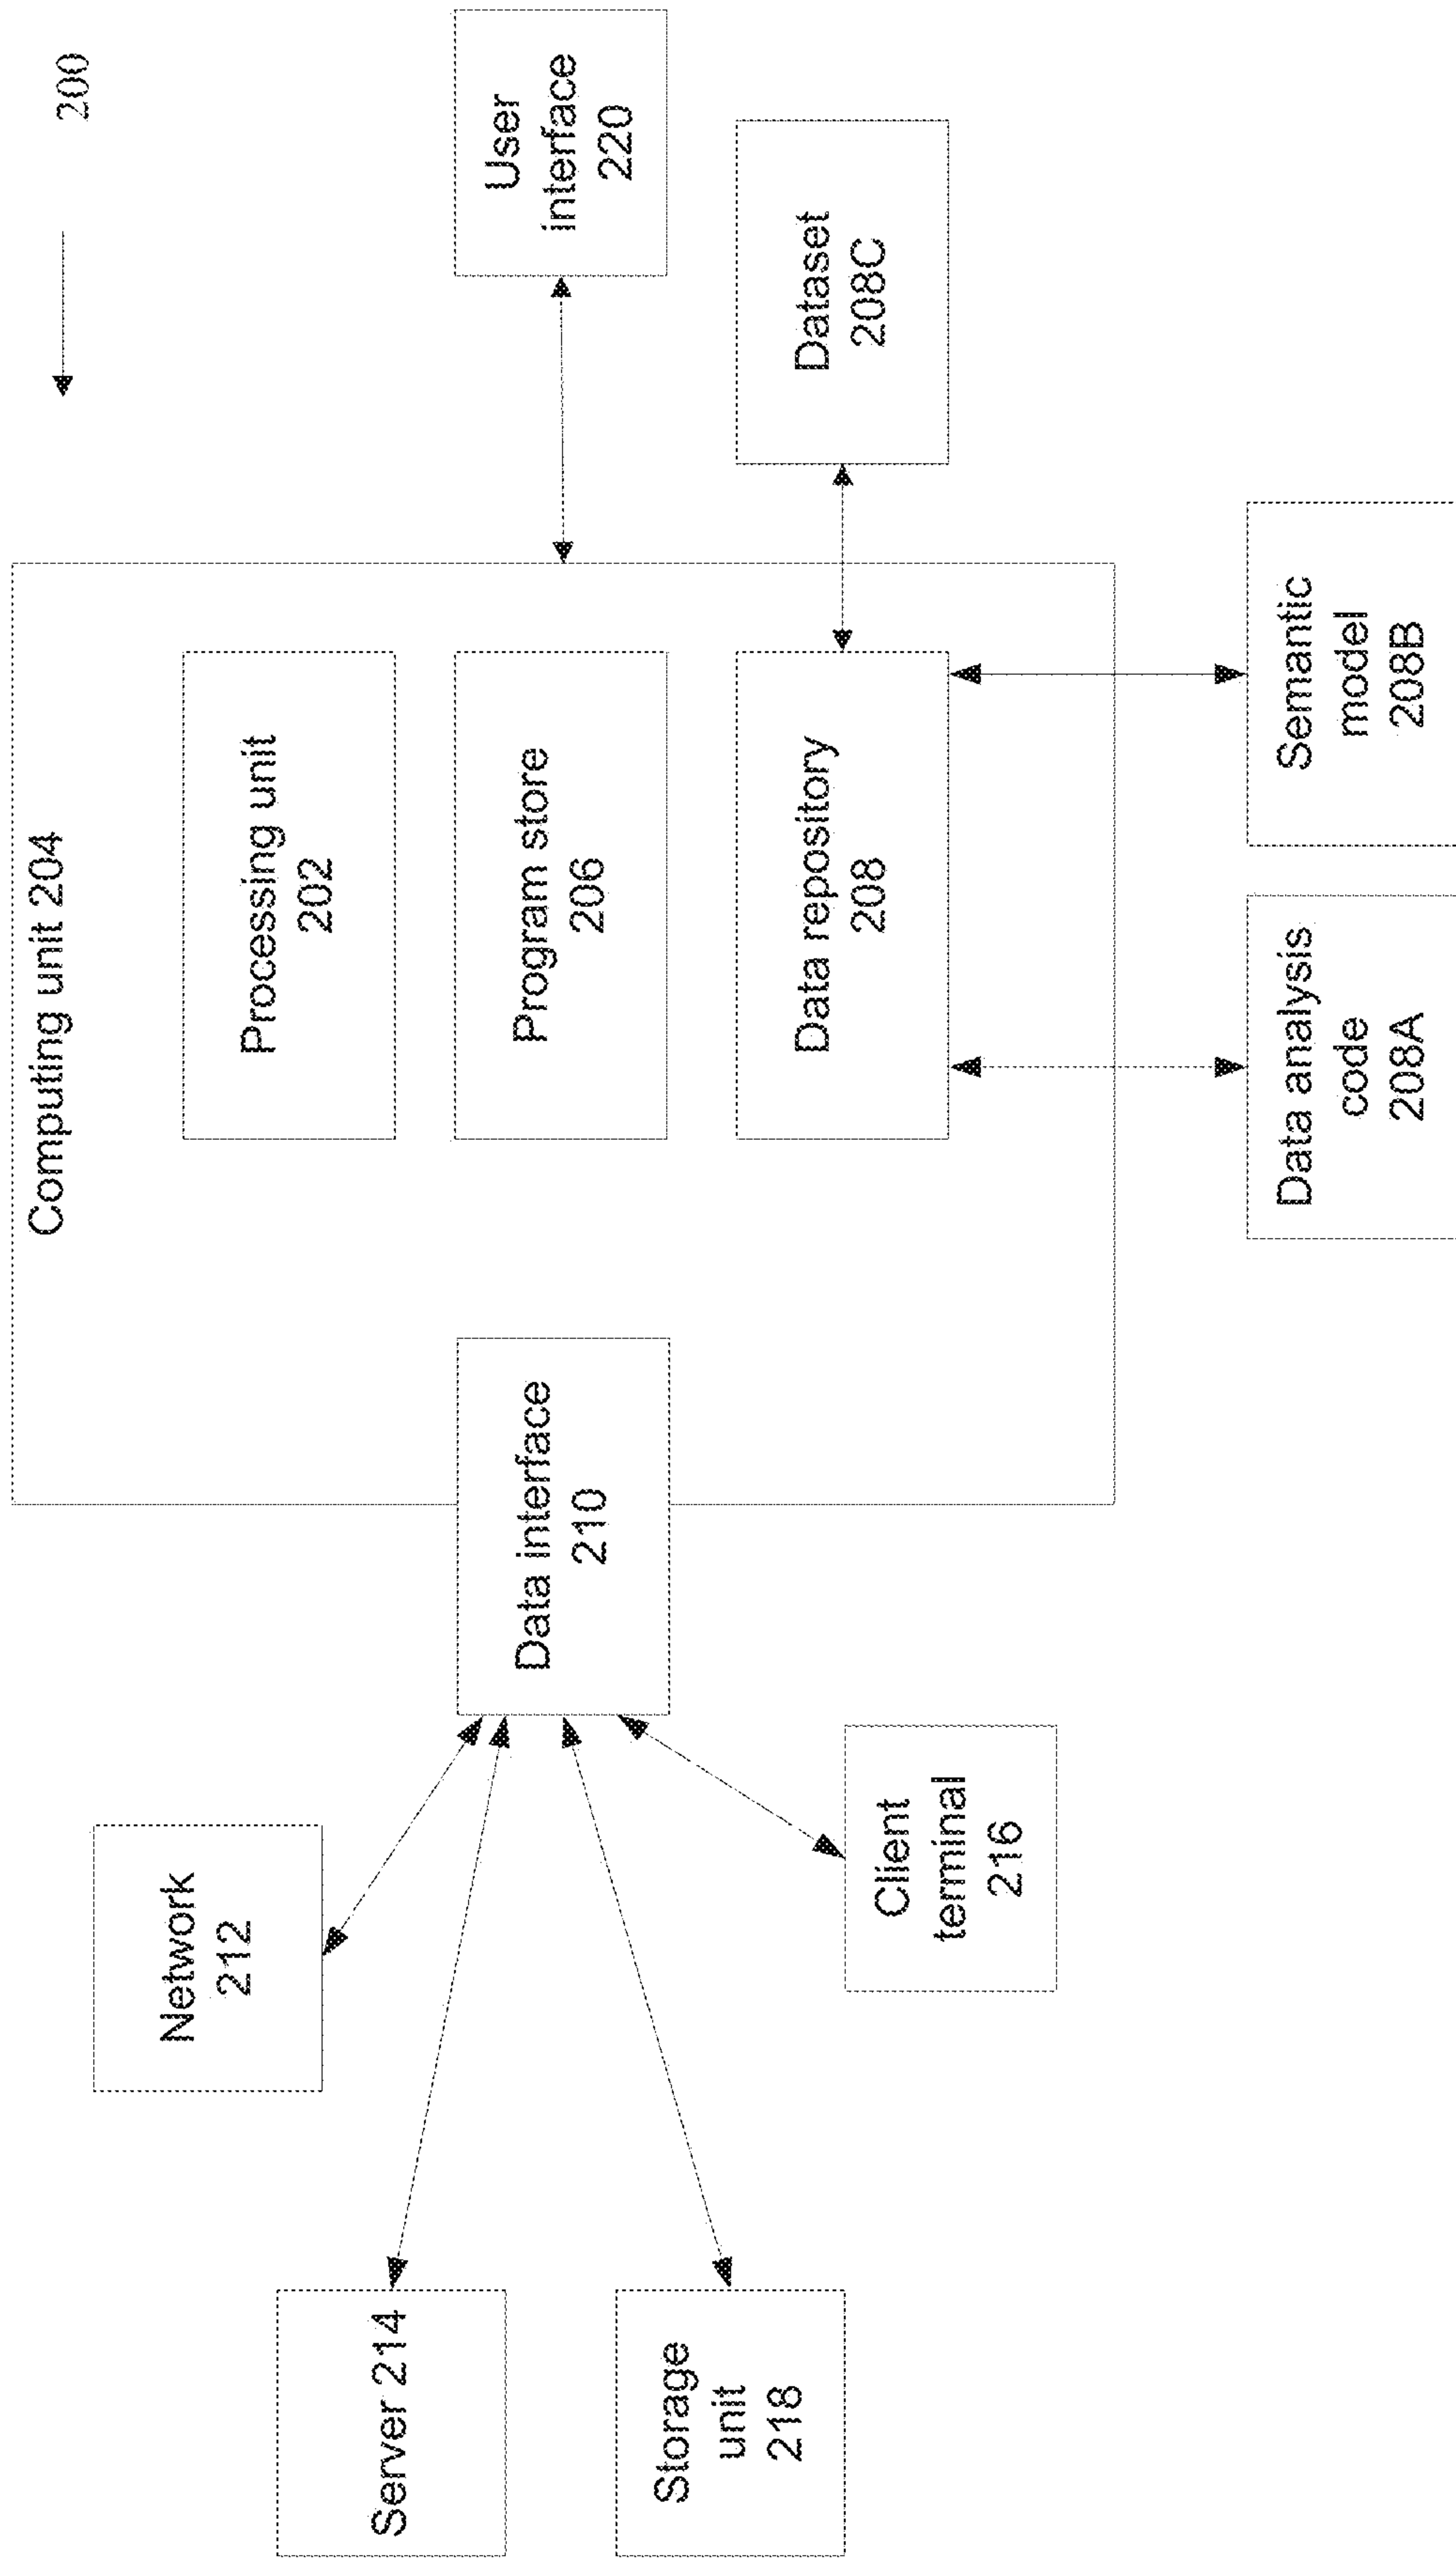 200
Computing unit 204
Processing unit
202
Program store
206
Data repository
208
User
interface
220
Dataset
208C
Data interface
210
Network
212
Server 214
Storage
unit
218
Client
terminal
216
Data analysis
code
208A
Semantic
model
208B